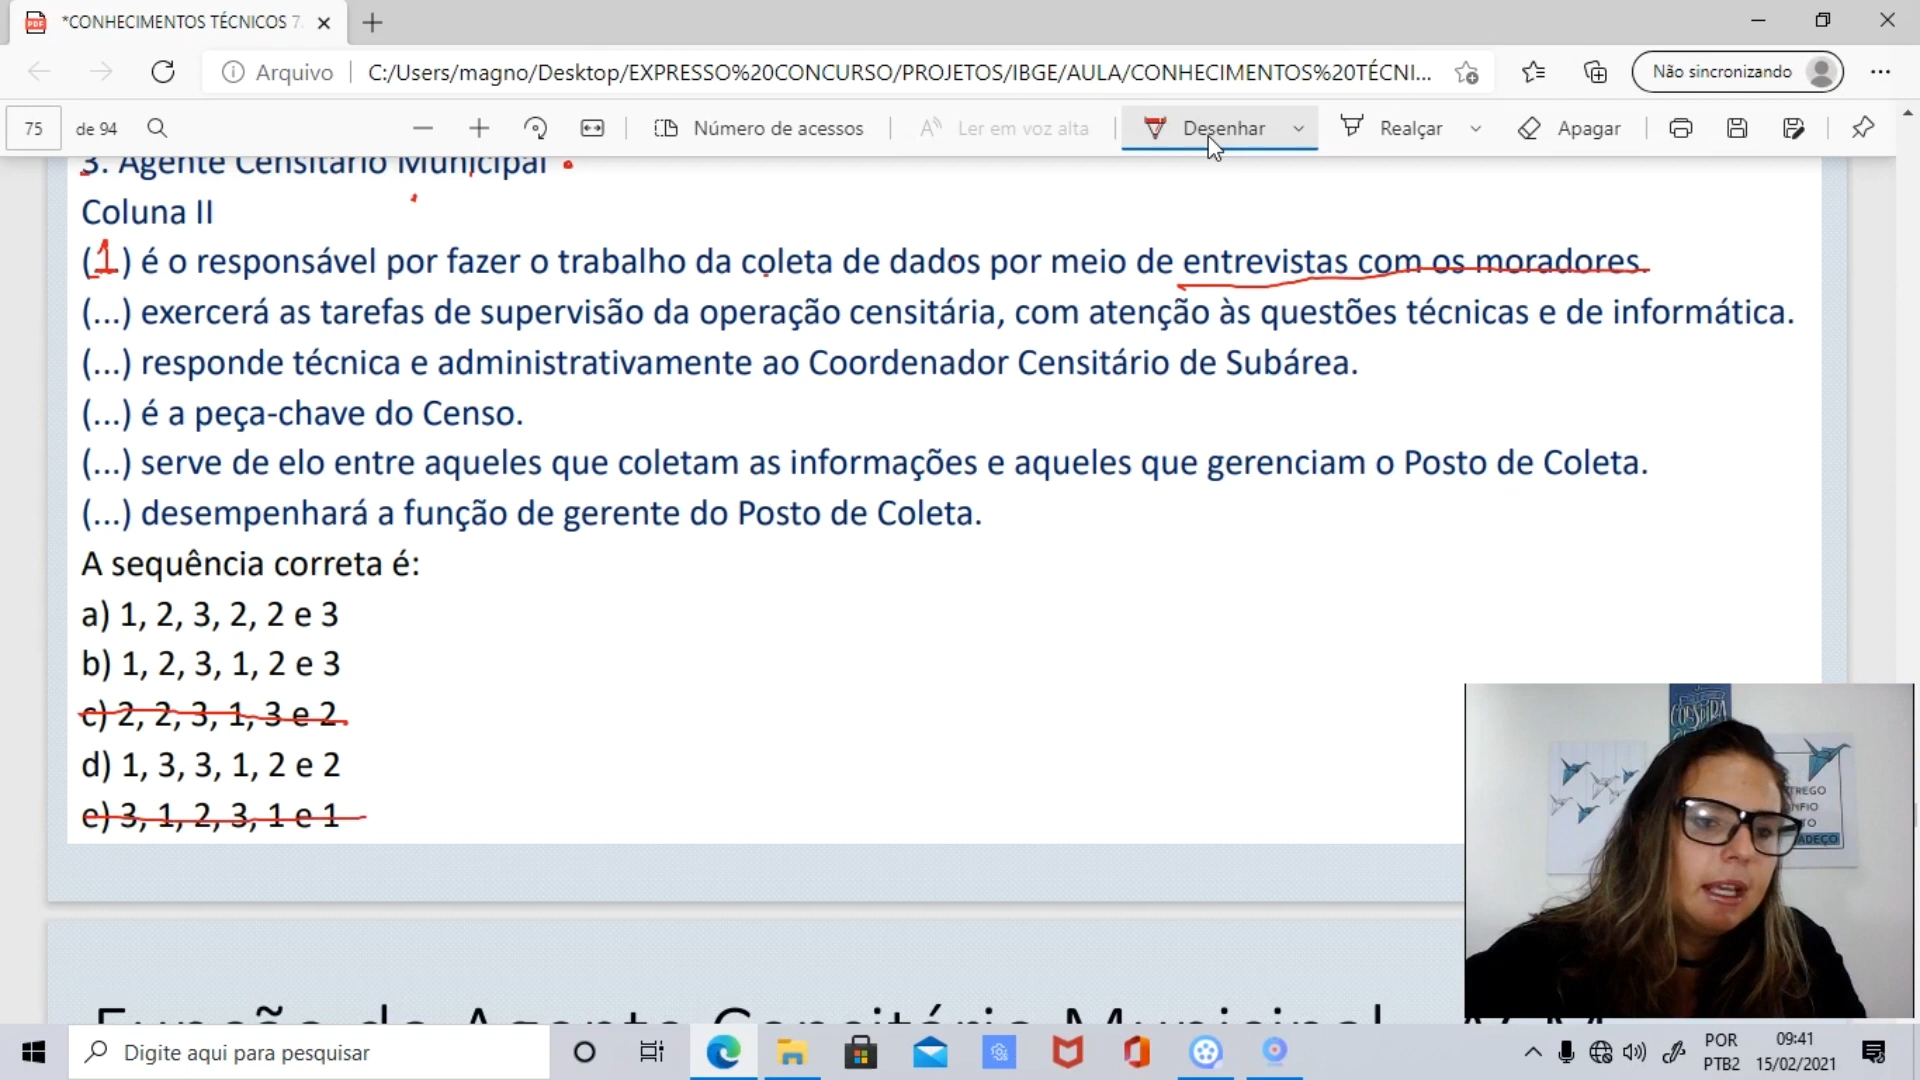 *CONHECIMENTOS TÉCNICOS 7.
Arquivo
C:/Users/magno/Desktop/EXPRESSO%20CONCURSO/PROJETOS/IBGE/AULA/CONHECIMENTOS%20TÉCNI...
Não sincronizando
75 de 94
Número de acessos
Ler em voz alta
Desenhar
Realçar
Apagar
3. Agente Censitário Municipal
Coluna II
(1) é o responsável por fazer o trabalho da coleta de dados por meio de entrevistas com os moradores.
(...) exercerá as tarefas de supervisão da operação censitária, com atenção às questões técnicas e de informática.
(...) responde técnica e administrativamente ao Coordenador Censitário de Subárea.
(...) é a peça-chave do Censo.
(...) serve de elo entre aqueles que coletam as informações e aqueles que gerenciam o Posto de Coleta.
(...) desempenhará a função de gerente do Posto de Coleta.
A sequência correta é:
a) 1, 2, 3, 2, 2 e 3
b) 1, 2, 3, 1, 2 e 3
c) 2, 2, 3, 1, 3 e 2
d) 1, 3, 3, 1, 2 e 2
e) 3, 1, 2, 3, 1 e 1
Digite aqui para pesquisar
POR
PTB2
09:41
15/02/2021